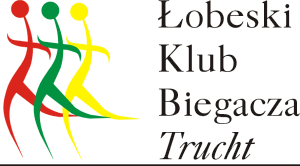 Łobeski
Klub
Biegacza
Trucht